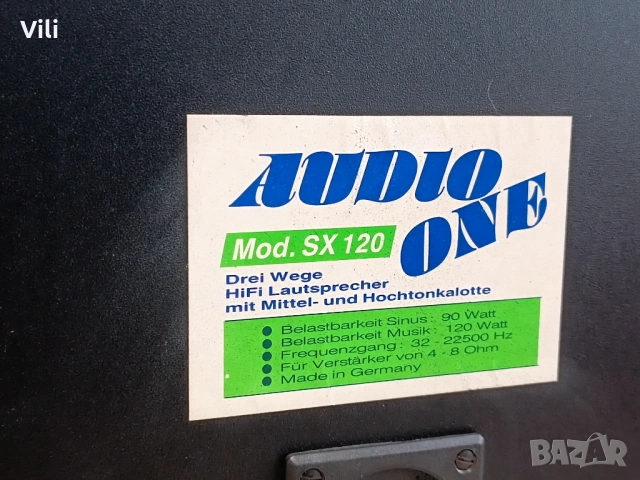 Vili
AUDIO
ONE
Mod. SX 120
Drei Wege
HiFi Lautsprecher
mit Mittel- und Hochtonkalotte
Belastbarkeit Sinus: 90 Watt
Belastbarkeit Musik: 120 Watt
Frequenzgang: 32 - 22500 Hz
Für Verstärker von 4 - 8 Ohm
Made in Germany
BAZAR